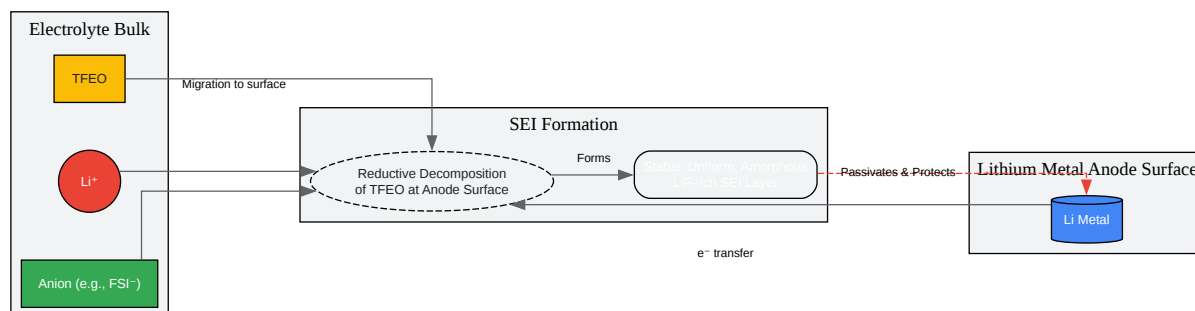 Electrolyte Bulk
TFEO
Migration to surface
Li⁺
Anion (e.g., FSI⁻)
SEI Formation
Reductive Decomposition
of TFEO at Anode Surface
Forms
Stable, Uniform, Amorphous
LiF-rich SEI Layer
Passivates & Protects
e⁻ transfer
Lithium Metal Anode Surface
Li Metal